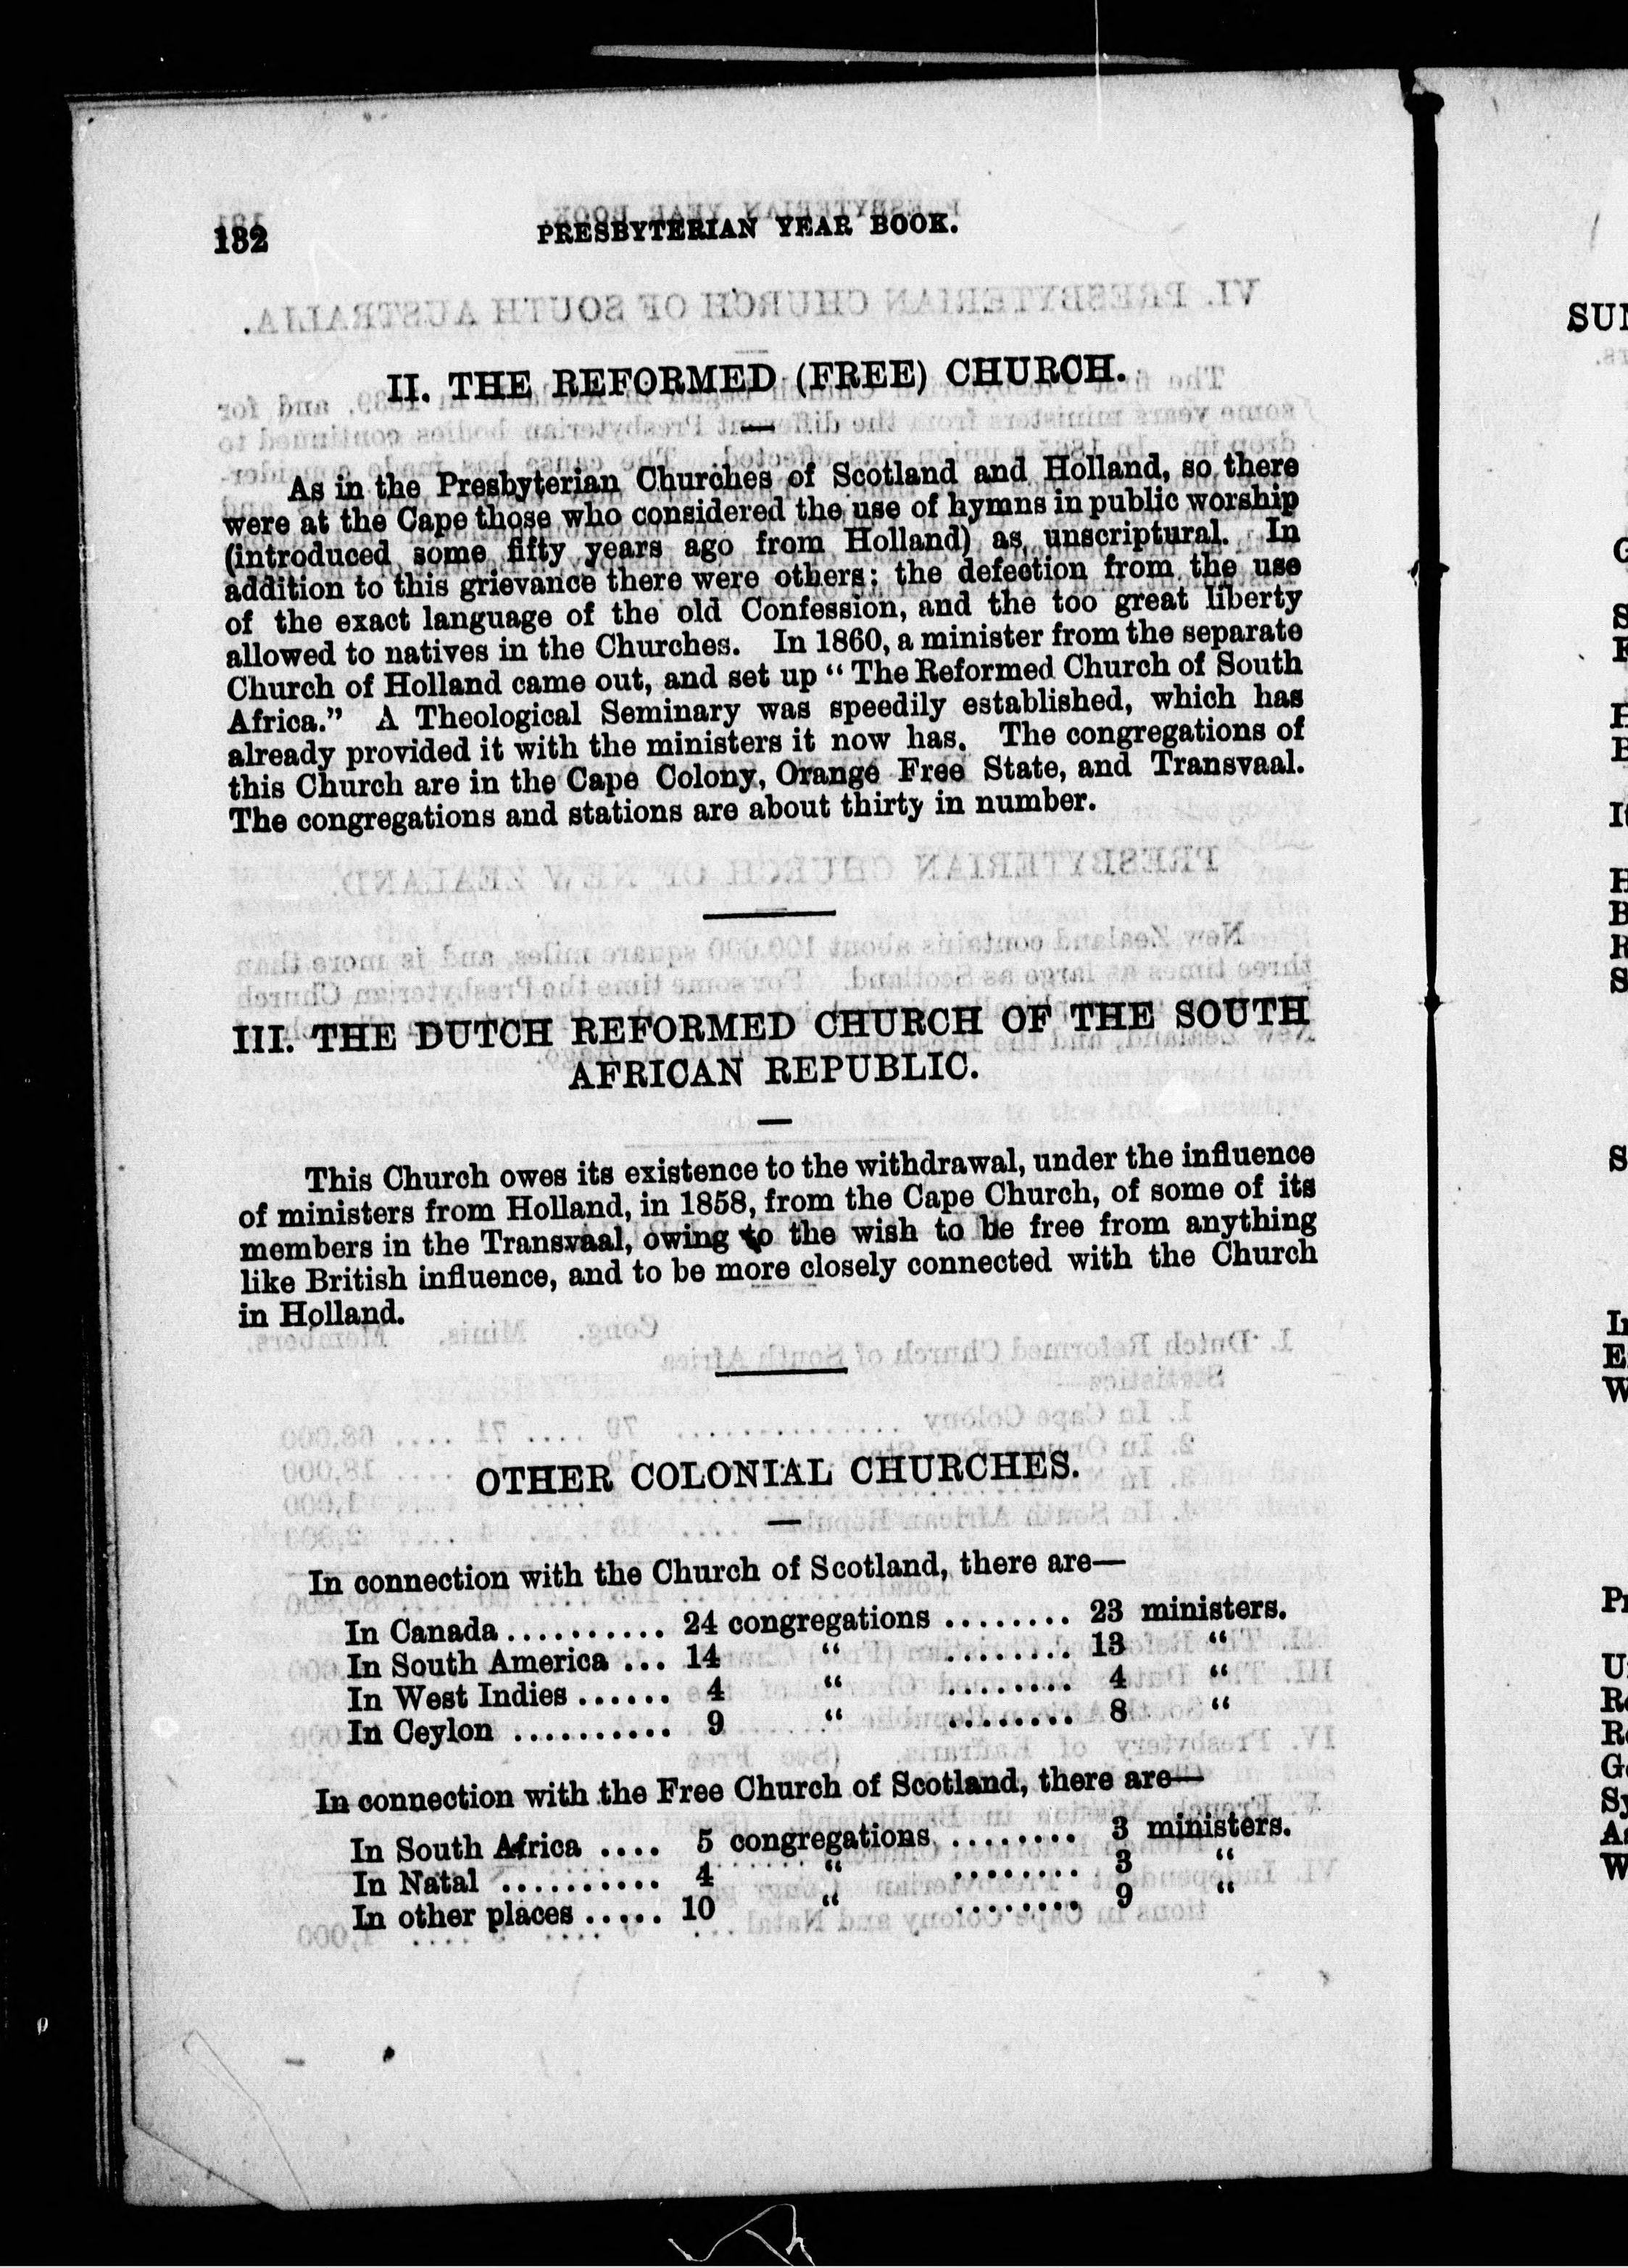 132 PRESBYTERIAN YEAR BOOK.
II. THE REFORMED (FREE) CHURCH.
As in the Presbyterian Churches of Scotland and Holland, so there
were at the Cape those who considered the use of hymns in public worship
(introduced some fifty years ago from Holland) as unscriptural. In
addition to this grievance there were others: the defection from the use
of the exact language of the old Confession, and the too great liberty
allowed to natives in the Churches. In 1860, a minister from the separate
Church of Holland came out, and set up "The Reformed Church of South
Africa." A Theological Seminary was speedily established, which has
already provided it with the ministers it now has. The congregations of
this Church are in the Cape Colony, Orange Free State, and Transvaal.
The congregations and stations are about thirty in number.
III. THE DUTCH REFORMED CHURCH OF THE SOUTH
AFRICAN REPUBLIC.
This Church owes its existence to the withdrawal, under the influence
of ministers from Holland, in 1858, from the Cape Church, of some of its
members in the Transvaal, owing to the wish to be free from anything
like British influence, and to be more closely connected with the Church
in Holland.
OTHER COLONIAL CHURCHES.
In connection with the Church of Scotland, there are—
In Canada .......... 24 congregations ........ 23 ministers.
In South America ... 14 " ........ 13 "
In West Indies ...... 4 " ........ 4 "
In Ceylon .......... 9 " ........ 8 "
In connection with the Free Church of Scotland, there are—
In South Africa .... 5 congregations ........ 3 ministers.
In Natal .......... 4 " ........ 3 "
In other places ..... 10 " ........ 9 "